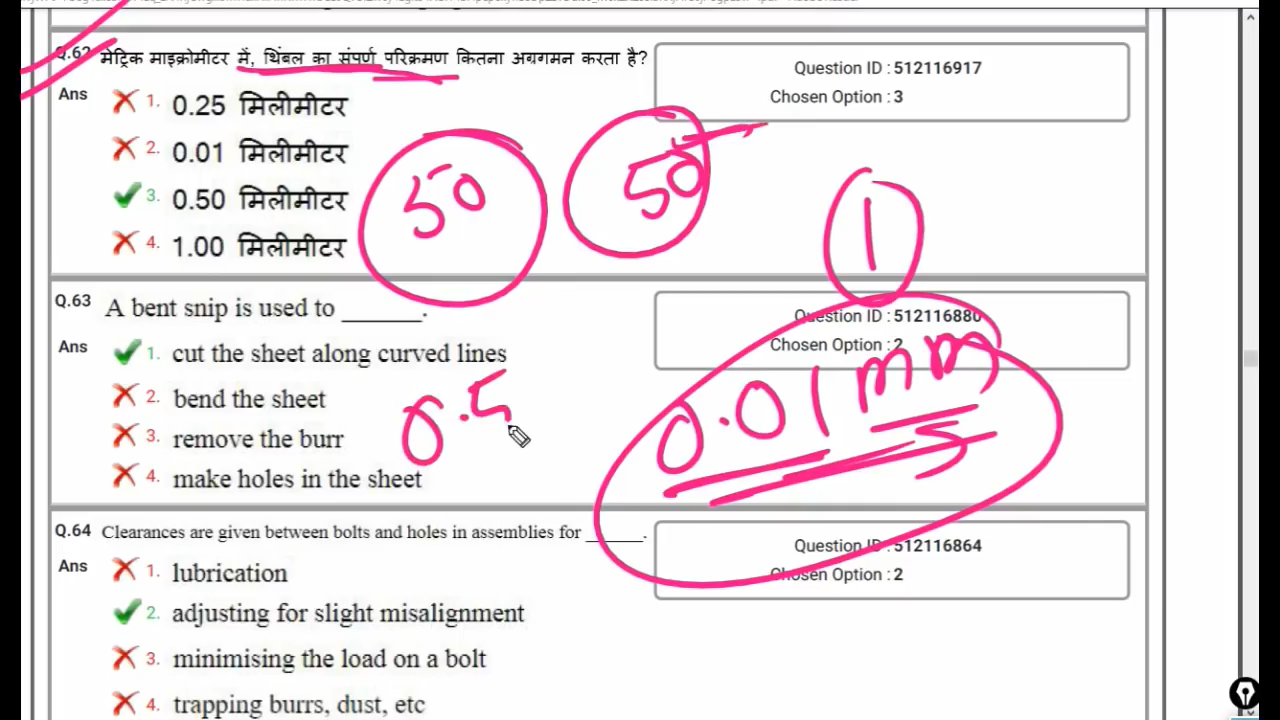 Q.62 मेट्रिक माइक्रोमीटर में, थिंबल का संपूर्ण परिक्रमण कितना अग्रगमन करता है?
Question ID : 512116917
Chosen Option : 3
Ans
1. 0.25 मिलीमीटर
2. 0.01 मिलीमीटर
3. 0.50 मिलीमीटर
4. 1.00 मिलीमीटर
50
50
1
Q.63 A bent snip is used to ______.
Question ID : 512116880
Chosen Option : 2
Ans
1. cut the sheet along curved lines
2. bend the sheet
3. remove the burr
4. make holes in the sheet
0.5
0.01 mm
Q.64 Clearances are given between bolts and holes in assemblies for ______.
Question ID : 512116864
Chosen Option : 2
Ans
1. lubrication
2. adjusting for slight misalignment
3. minimising the load on a bolt
4. trapping burrs, dust, etc